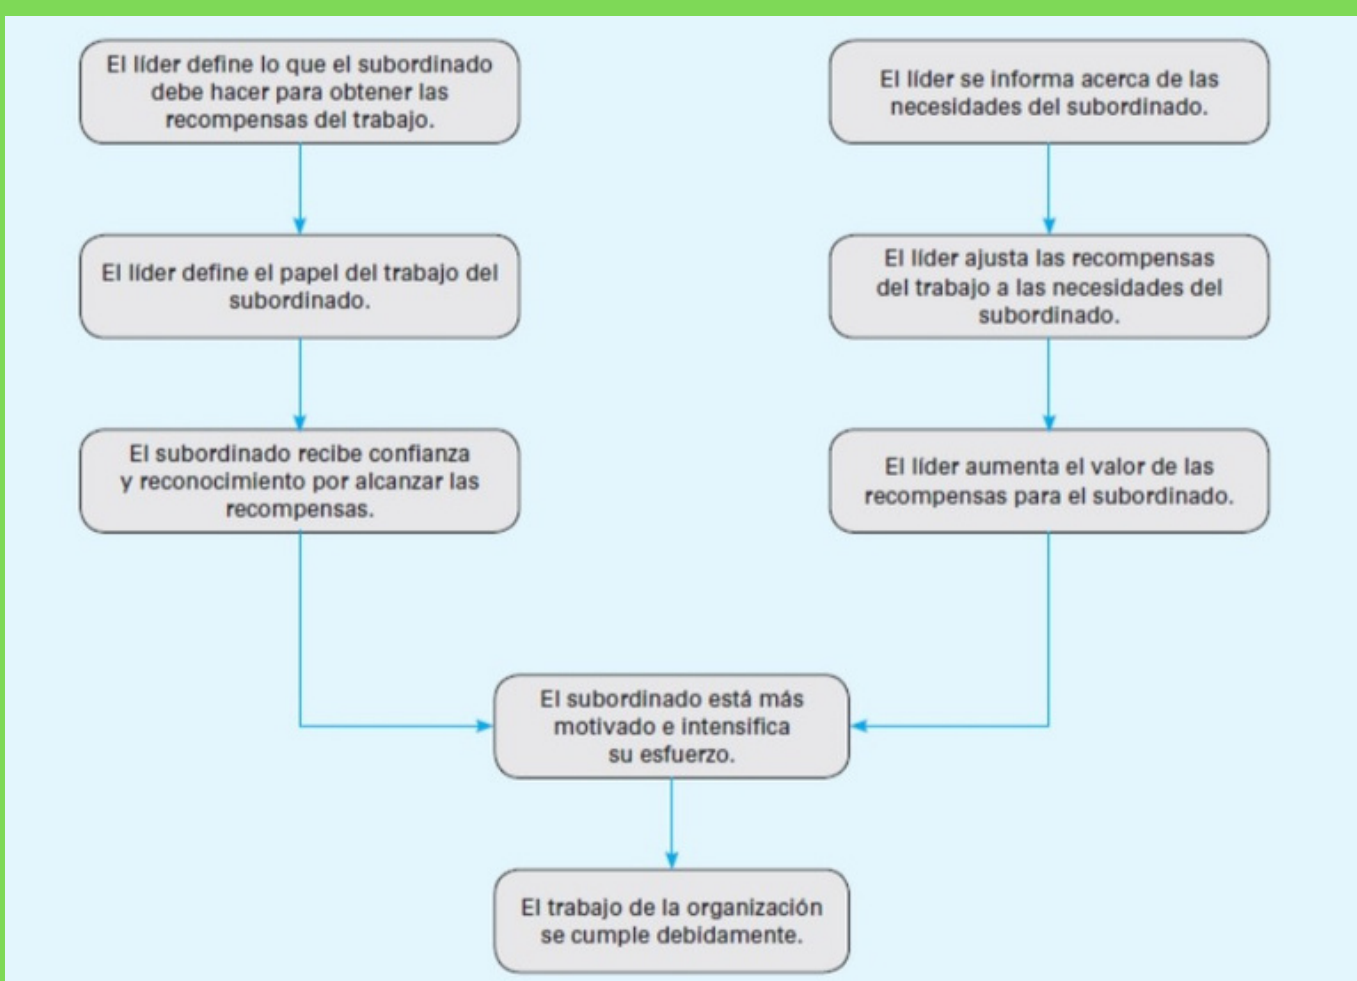 El líder define lo que el subordinado
debe hacer para obtener las
recompensas del trabajo.
El líder se informa acerca de las
necesidades del subordinado.
El líder define el papel del trabajo del
subordinado.
El líder ajusta las recompensas
del trabajo a las necesidades del
subordinado.
El subordinado recibe confianza
y reconocimiento por alcanzar las
recompensas.
El líder aumenta el valor de las
recompensas para el subordinado.
El subordinado está más
motivado e intensifica
su esfuerzo.
El trabajo de la organización
se cumple debidamente.